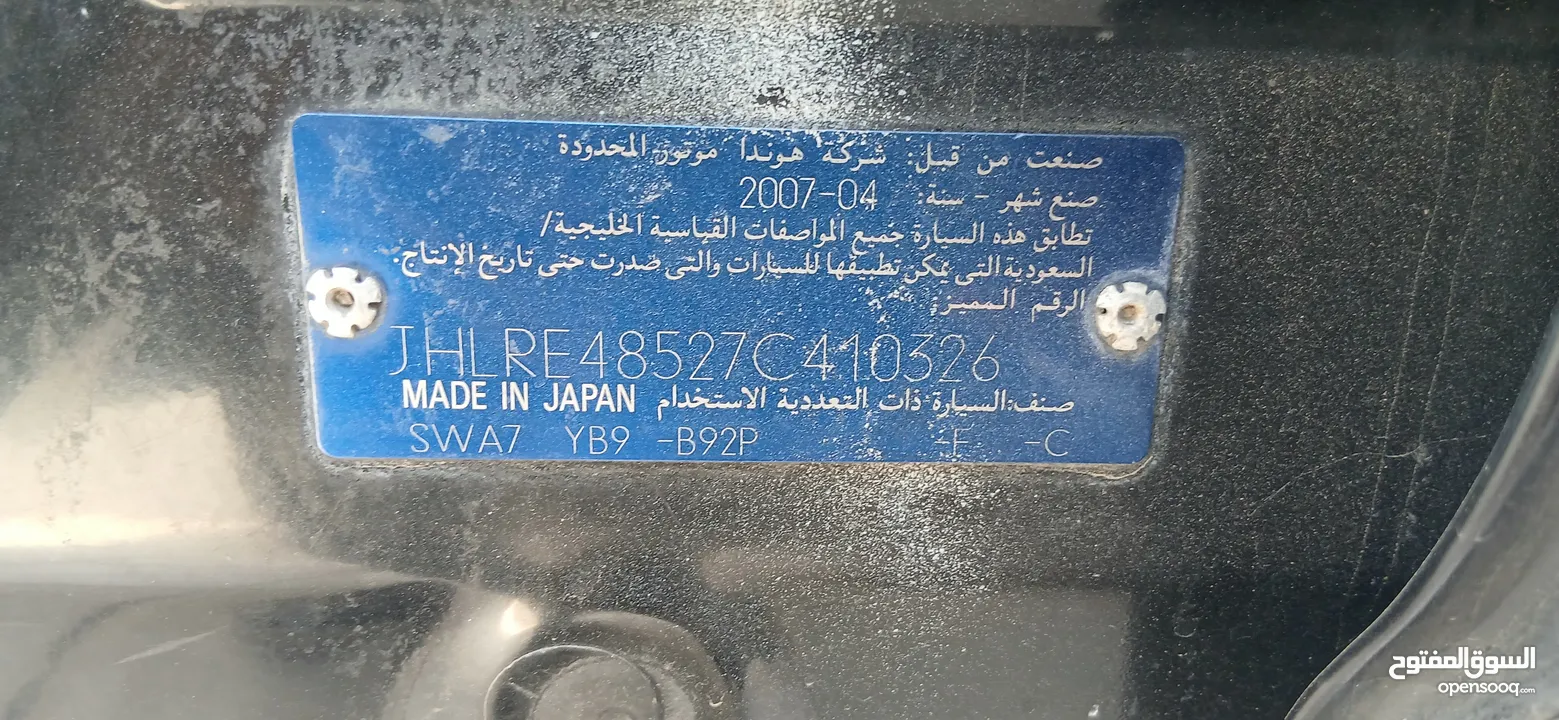 صنعت من قبل: شركة هوندا موتور المحدودة
صنع شهر - سنة: 2007-04
تطابق هذه السيارة جميع المواصفات القياسية الخليجية/
السعودية التى يمكن تطبيقها للسيارات والتى صدرت حتى تاريخ الإنتاج.
الرقم المميز:
JHLRE48527C410326
صنف:السيارة ذات التعددية الاستخدام MADE IN JAPAN
SWA7 YB9 -B92P -F -C
السوق المفتوح
opensooq.com